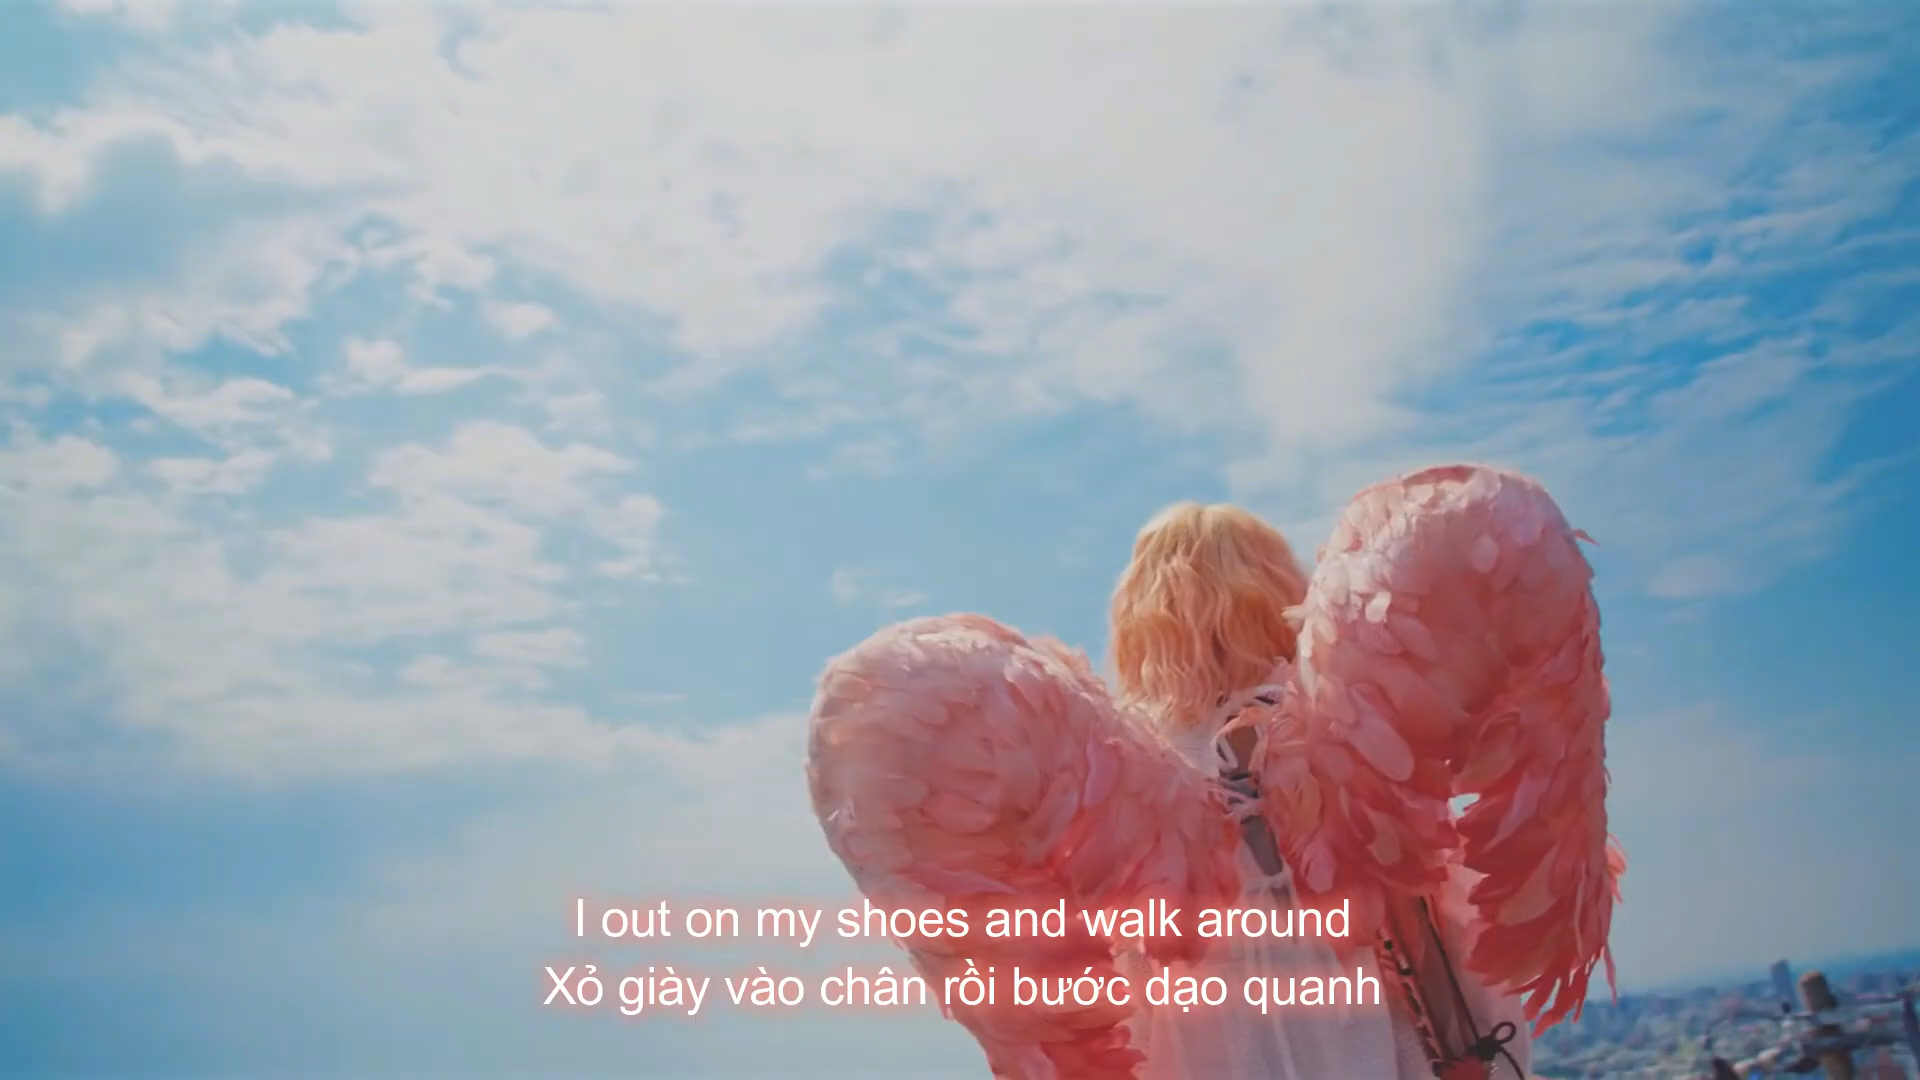 I out on my shoes and walk around
Xỏ giày vào chân rồi bước dạo quanh